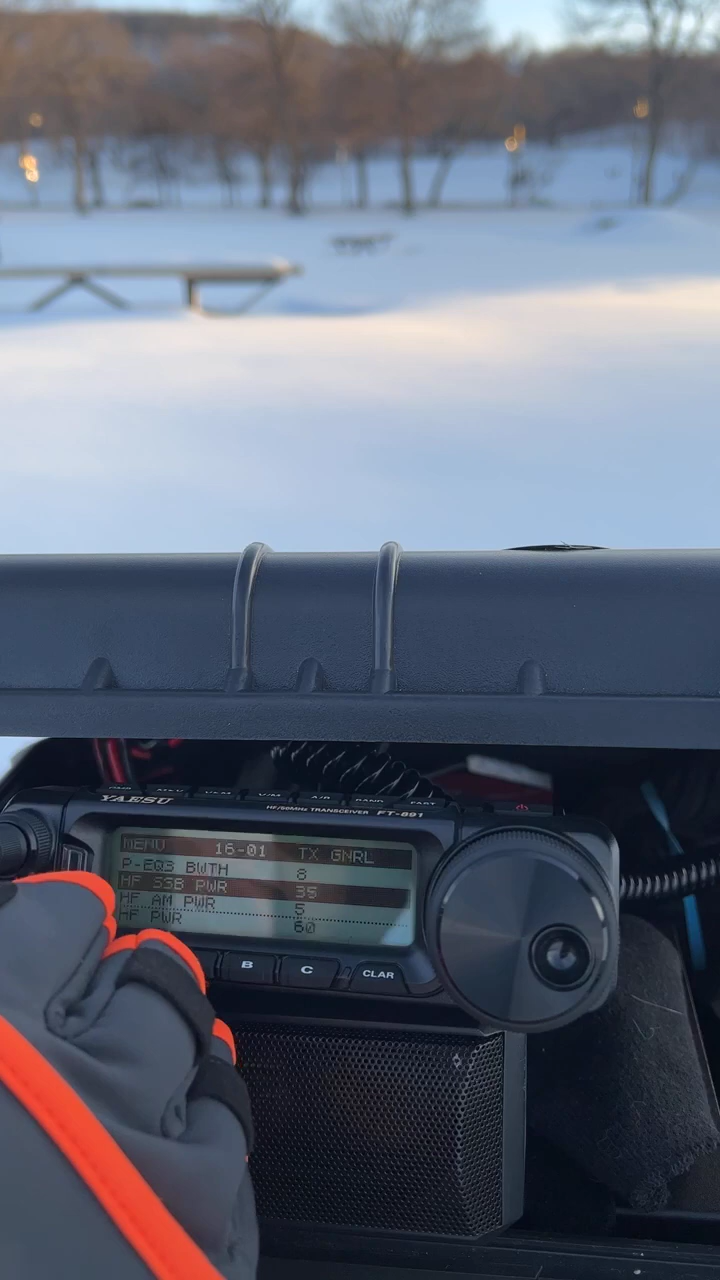 V/M A/B BAND FAST
YAESU HF/50MHz TRANSCEIVER FT-891
MENU 16-01 TX GNRL
P-EQ3 BWTH 8
HF SSB PWR 35
HF AM PWR 5
HF PWR 60
B C CLAR